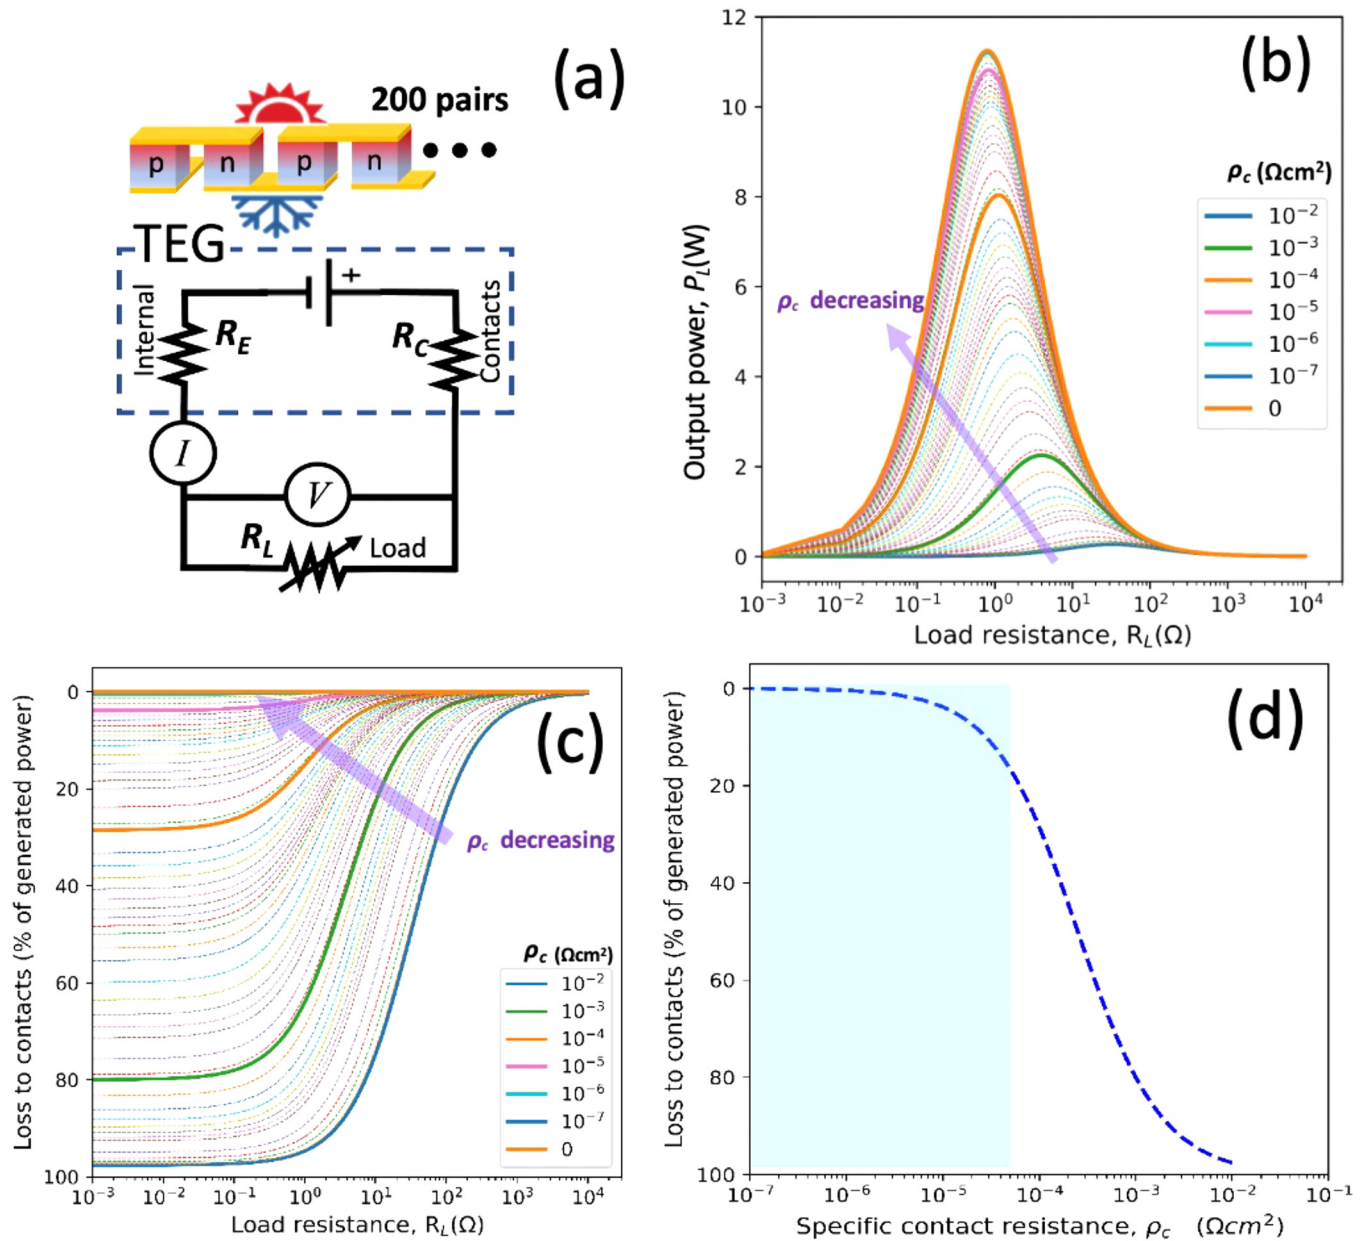 (a)
200 pairs
p n p n
TEG
Internal
R_E
+
R_C
Contacts
I
V
R_L
Load
(b)
12
10
8
6
4
2
0
Output power, P_L(W)
ρ_c (Ωcm²)
10⁻²
10⁻³
10⁻⁴
10⁻⁵
10⁻⁶
10⁻⁷
0
ρ_c decreasing
10⁻³ 10⁻² 10⁻¹ 10⁰ 10¹ 10² 10³ 10⁴
Load resistance, R_L(Ω)
(c)
0
20
40
60
80
100
Loss to contacts (% of generated power)
ρ_c decreasing
ρ_c (Ωcm²)
10⁻²
10⁻³
10⁻⁴
10⁻⁵
10⁻⁶
10⁻⁷
0
10⁻³ 10⁻² 10⁻¹ 10⁰ 10¹ 10² 10³ 10⁴
Load resistance, R_L(Ω)
(d)
0
20
40
60
80
100
Loss to contacts (% of generated power)
10⁻⁷ 10⁻⁶ 10⁻⁵ 10⁻⁴ 10⁻³ 10⁻² 10⁻¹
Specific contact resistance, ρ_c (Ωcm²)